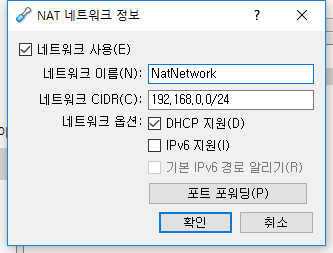 NAT 네트워크 정보
네트워크 사용(E)
네트워크 이름(N): NatNetwork
네트워크 CIDR(C): 192,168,0,0/24
네트워크 옵션: DHCP 지원(D)
IPv6 지원(I)
기본 IPv6 경로 알리기(R)
포트 포워딩(P)
확인 취소